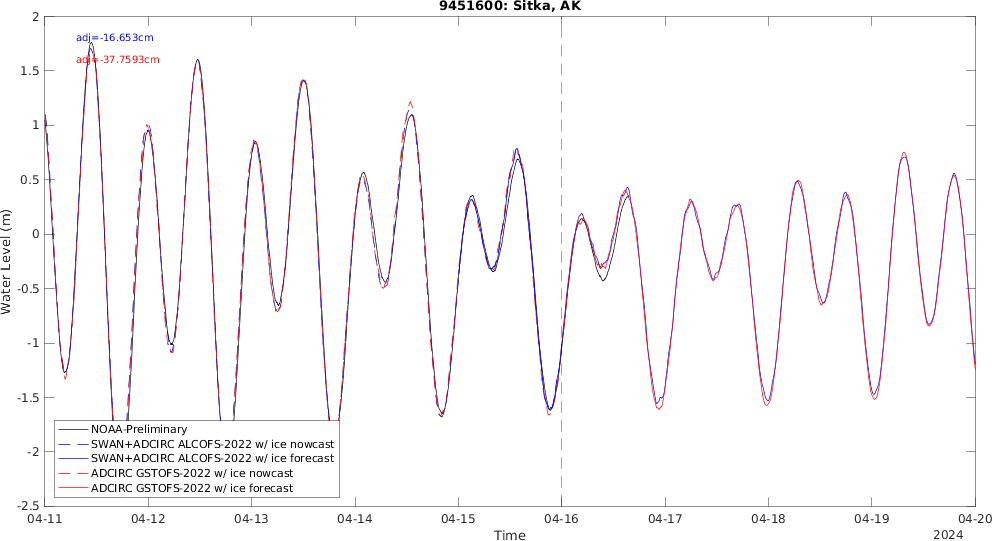 9451600: Sitka, AK
adj=-16.653cm
adj=-37.7593cm
2
1.5
1
0.5
0
-0.5
-1
-1.5
-2
-2.5
Water Level (m)
NOAA-Preliminary
SWAN+ADCIRC ALCOFS-2022 w/ ice nowcast
SWAN+ADCIRC ALCOFS-2022 w/ ice forecast
ADCIRC GSTOFS-2022 w/ ice nowcast
ADCIRC GSTOFS-2022 w/ ice forecast
04-11 04-12 04-13 04-14 04-15 04-16 04-17 04-18 04-19 04-20
Time
2024